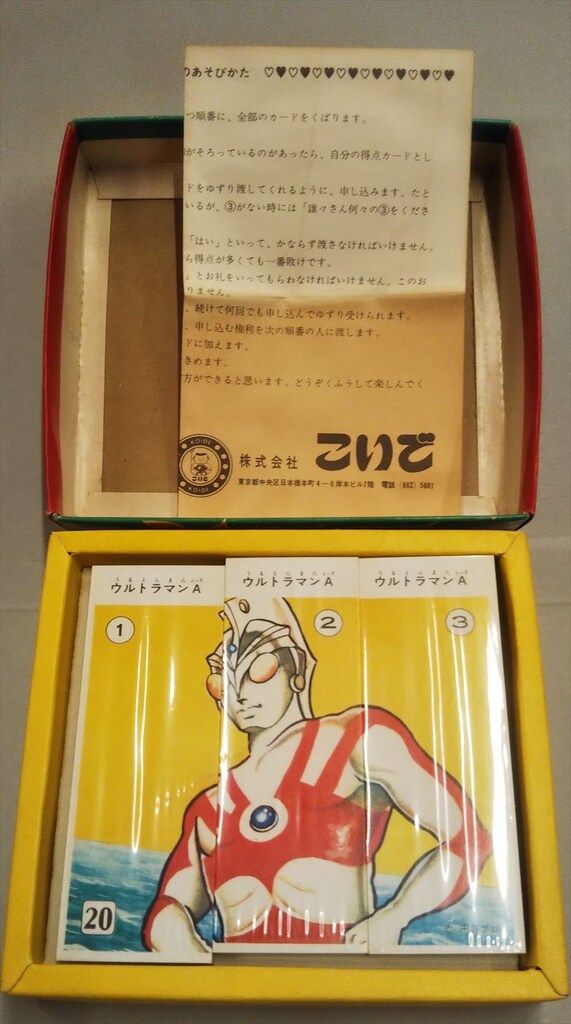 のあそびかた ♡♥♡♥♡♥♡♥♡♥♡♥♡♥♡♥
つ順番に、全部のカードをくばります。
がそろっているのがあったら、自分の得点カードとし
ドをゆずり渡してくれるように、申し込みます。たと
いるが、③がない時には「誰々さん何々の③をくださ
「はい」といって、かならず渡さなければいけません。
ら得点が多くても一番敗けです。
」とお礼をいってもらわなければいけません。このお
りません。
、続けて何回でも申し込んでゆずり受けられます。
、申し込む権利を次の順番の人に渡します。
ドに加えます。
きめます。
方ができると思います。どうぞくふうして楽しんでく
KOIDE
こいで
KOIDE
株式会社 こいで
東京都中央区日本橋本町4-6岸本ビル7階 電話(662)5681
うるとらまんえーす
ウルトラマンA
1
20
うるとらまんえーす
ウルトラマンA
2
うるとらまんえーす
ウルトラマンA
3